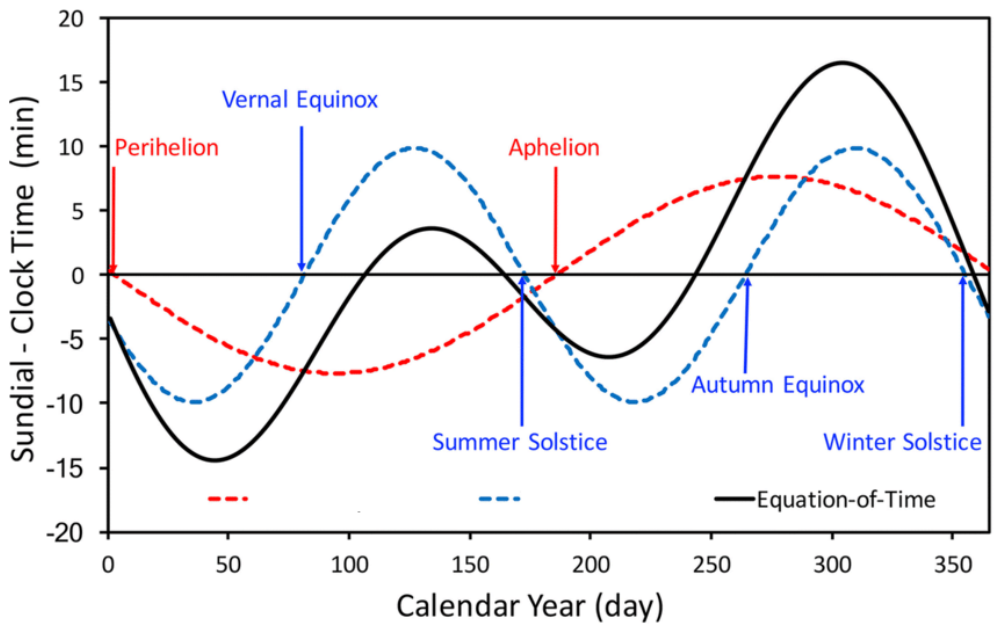 20
15
10
5
0
-5
-10
-15
-20
Sundial - Clock Time (min)
Vernal Equinox
Perihelion
Aphelion
Autumn Equinox
Summer Solstice
Winter Solstice
Equation-of-Time
0 50 100 150 200 250 300 350
Calendar Year (day)